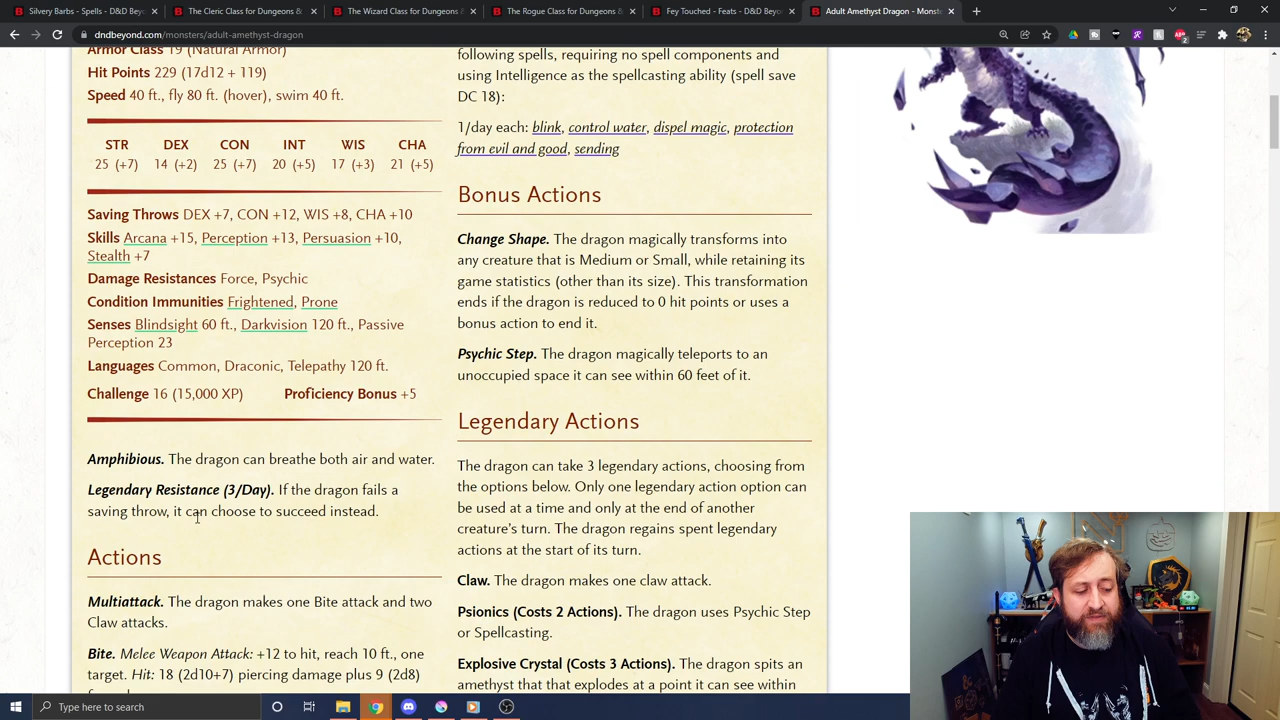 Silvery Barbs - Spells - D&D Bey
The Cleric Class for Dungeons &
The Wizard Class for Dungeons &
The Rogue Class for Dungeons &
Fey Touched - Feats - D&D Beyo
Adult Amethyst Dragon - Monst
dndbeyond.com/monsters/adult-amethyst-dragon
Armor Class 19 (Natural Armor)
Hit Points 229 (17d12 + 119)
Speed 40 ft., fly 80 ft. (hover), swim 40 ft.
STR DEX CON INT WIS CHA
25 (+7) 14 (+2) 25 (+7) 20 (+5) 17 (+3) 21 (+5)
Saving Throws DEX +7, CON +12, WIS +8, CHA +10
Skills Arcana +15, Perception +13, Persuasion +10,
Stealth +7
Damage Resistances Force, Psychic
Condition Immunities Frightened, Prone
Senses Blindsight 60 ft., Darkvision 120 ft., Passive
Perception 23
Languages Common, Draconic, Telepathy 120 ft.
Challenge 16 (15,000 XP) Proficiency Bonus +5
Amphibious. The dragon can breathe both air and water.
Legendary Resistance (3/Day). If the dragon fails a
saving throw, it can choose to succeed instead.
Actions
Multiattack. The dragon makes one Bite attack and two
Claw attacks.
Bite. Melee Weapon Attack: +12 to hit, reach 10 ft., one
target. Hit: 18 (2d10+7) piercing damage plus 9 (2d8)
following spells, requiring no spell components and
using Intelligence as the spellcasting ability (spell save
DC 18):
1/day each: blink, control water, dispel magic, protection
from evil and good, sending
Bonus Actions
Change Shape. The dragon magically transforms into
any creature that is Medium or Small, while retaining its
game statistics (other than its size). This transformation
ends if the dragon is reduced to 0 hit points or uses a
bonus action to end it.
Psychic Step. The dragon magically teleports to an
unoccupied space it can see within 60 feet of it.
Legendary Actions
The dragon can take 3 legendary actions, choosing from
the options below. Only one legendary action option can
be used at a time and only at the end of another
creature's turn. The dragon regains spent legendary
actions at the start of its turn.
Claw. The dragon makes one claw attack.
Psionics (Costs 2 Actions). The dragon uses Psychic Step
or Spellcasting.
Explosive Crystal (Costs 3 Actions). The dragon spits an
amethyst that that explodes at a point it can see within
Type here to search